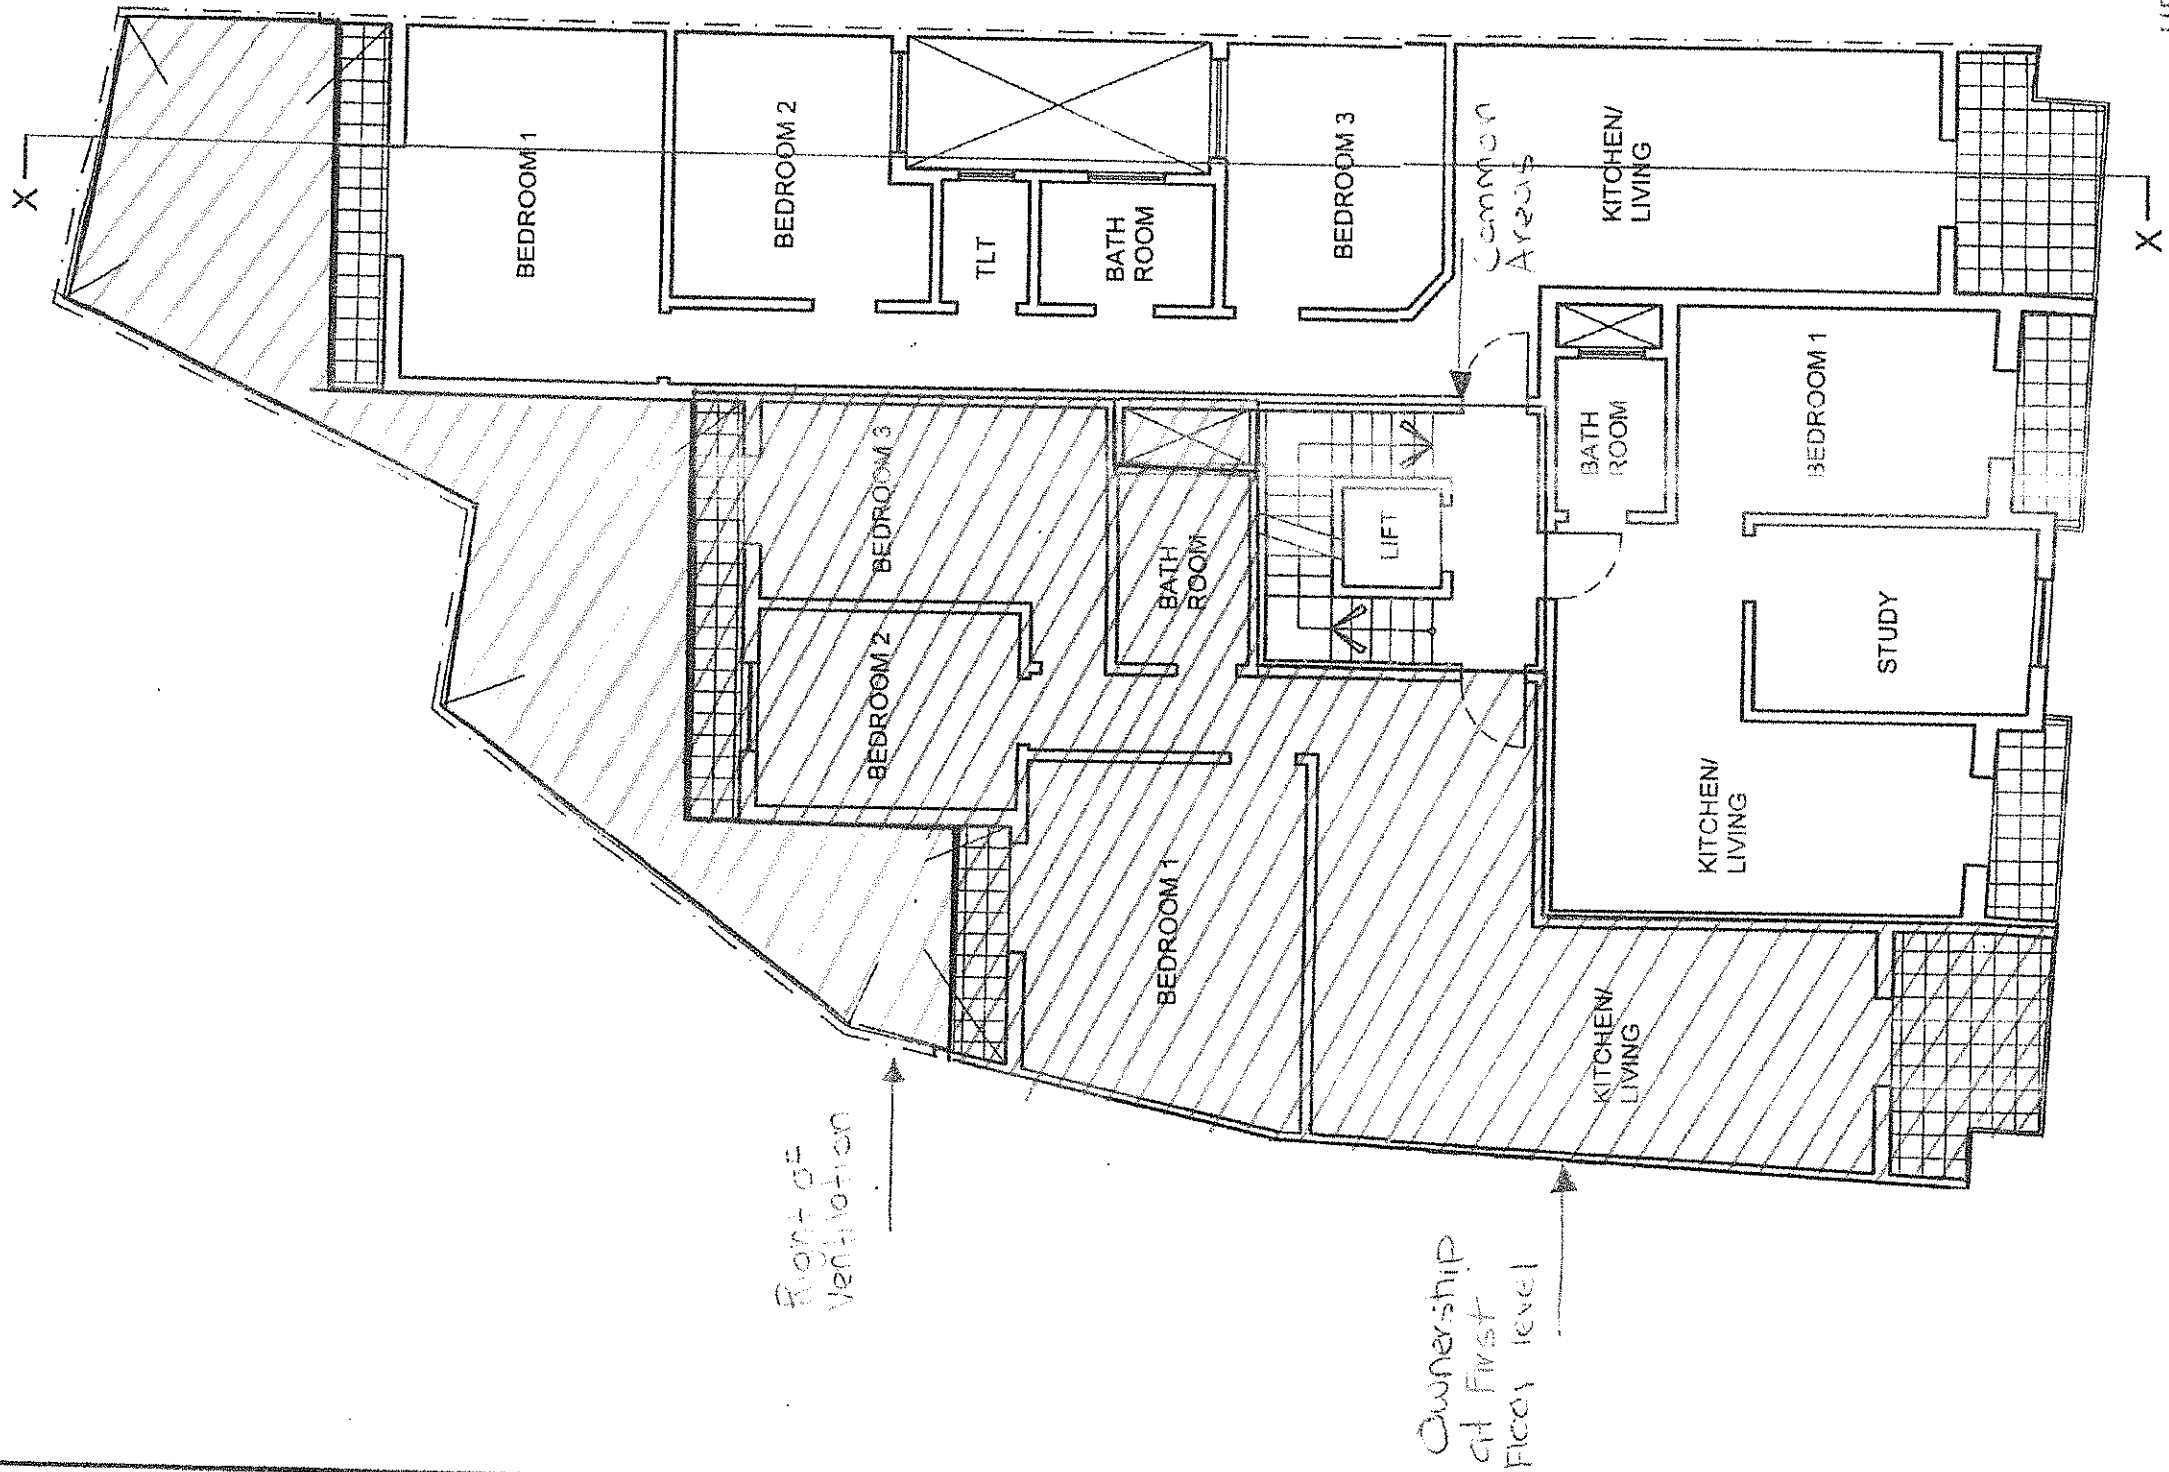 X
BEDROOM 1
BEDROOM 2
TLT
BATH
ROOM
BEDROOM 3
Common
Areas
KITCHEN/
LIVING
X
BEDROOM 3
BATH
ROOM
LIFT
BATH
ROOM
BEDROOM 1
BEDROOM 2
STUDY
KITCHEN/
LIVING
BEDROOM 1
KITCHEN/
LIVING
Right of
Ventilation
Ownership
at First
Floor level